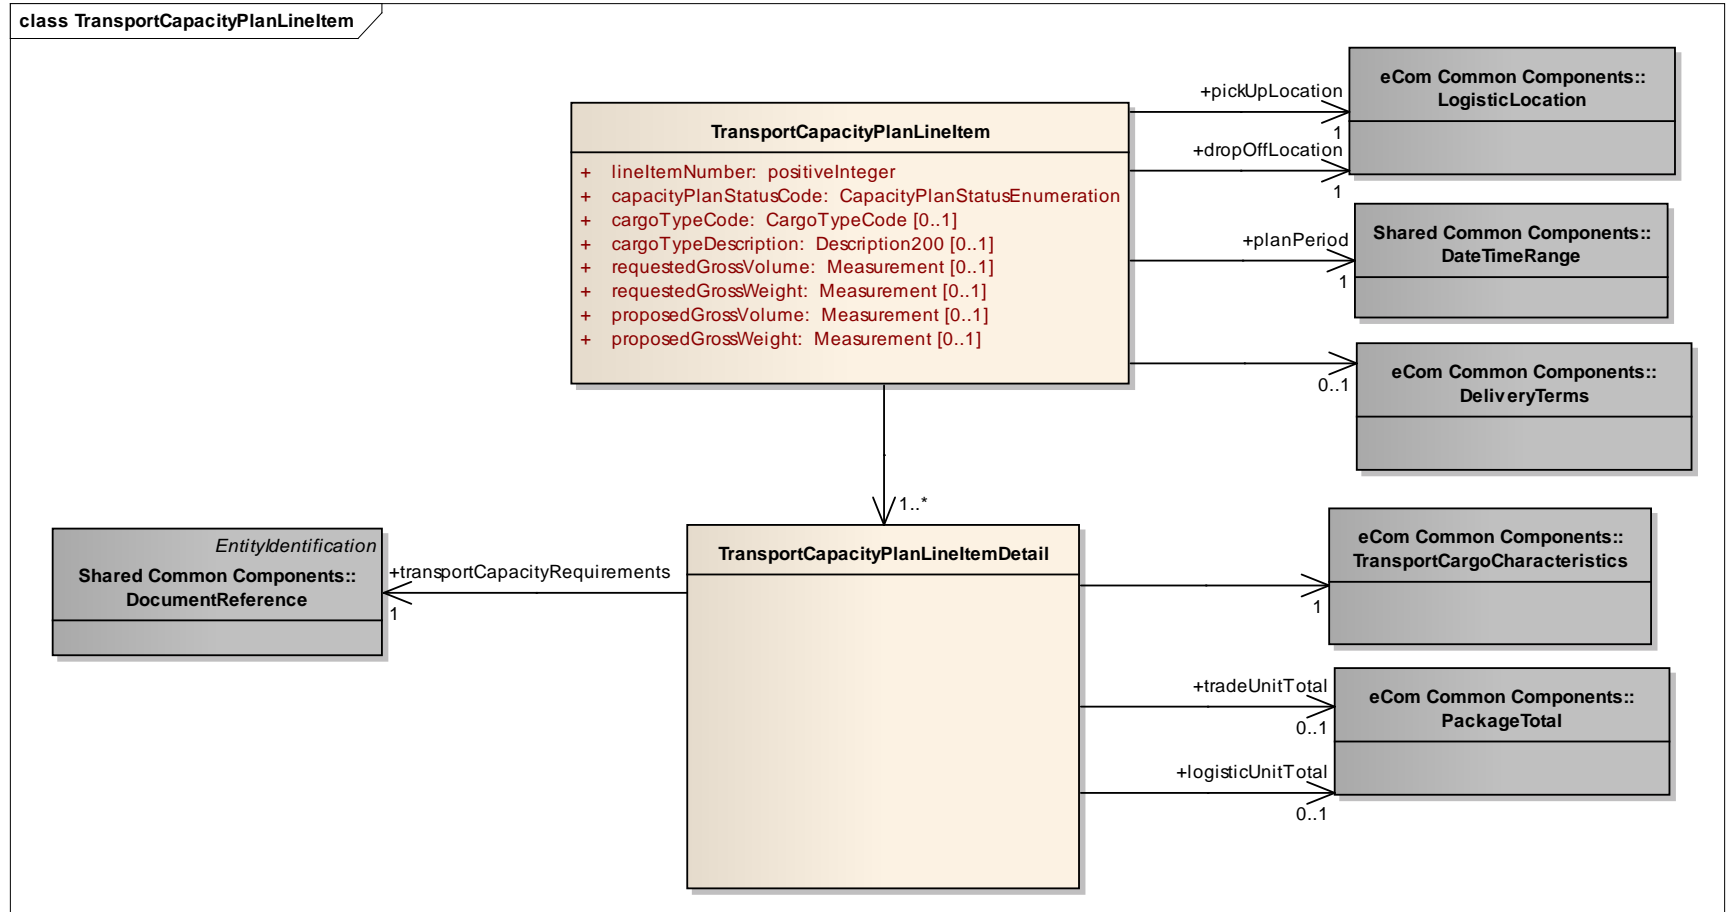 class TransportCapacityPlanLineItem
TransportCapacityPlanLineItem
+ lineItemNumber: positiveInteger
+ capacityPlanStatusCode: CapacityPlanStatusEnumeration
+ cargoTypeCode: CargoTypeCode [0..1]
+ cargoTypeDescription: Description200 [0..1]
+ requestedGrossVolume: Measurement [0..1]
+ requestedGrossWeight: Measurement [0..1]
+ proposedGrossVolume: Measurement [0..1]
+ proposedGrossWeight: Measurement [0..1]
+pickUpLocation
1
+dropOffLocation
1
eCom Common Components::
LogisticLocation
+planPeriod
1
Shared Common Components::
DateTimeRange
0..1
eCom Common Components::
DeliveryTerms
1..*
EntityIdentification
Shared Common Components::
DocumentReference
+transportCapacityRequirements
1
TransportCapacityPlanLineItemDetail
1
eCom Common Components::
TransportCargoCharacteristics
+tradeUnitTotal
0..1
+logisticUnitTotal
0..1
eCom Common Components::
PackageTotal